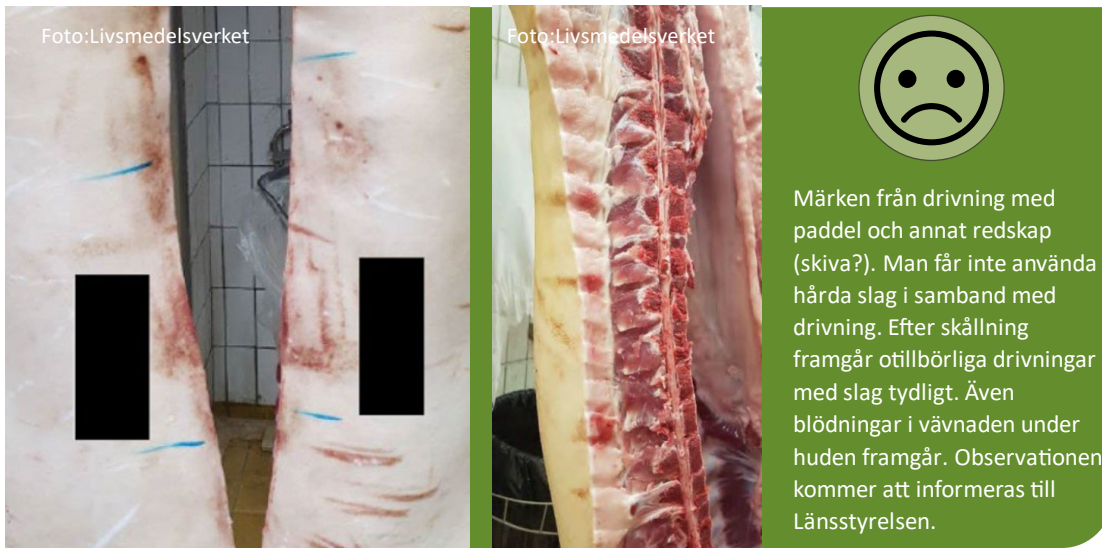 Foto:Livsmedelsverket
Foto:Livsmedelsverket
Märken från drivning med
paddel och annat redskap
(skiva?). Man får inte använda
hårda slag i samband med
drivning. Efter skållning
framgår otillbörliga drivningar
med slag tydligt. Även
blödningar i vävnaden under
huden framgår. Observationen
kommer att informeras till
Länsstyrelsen.